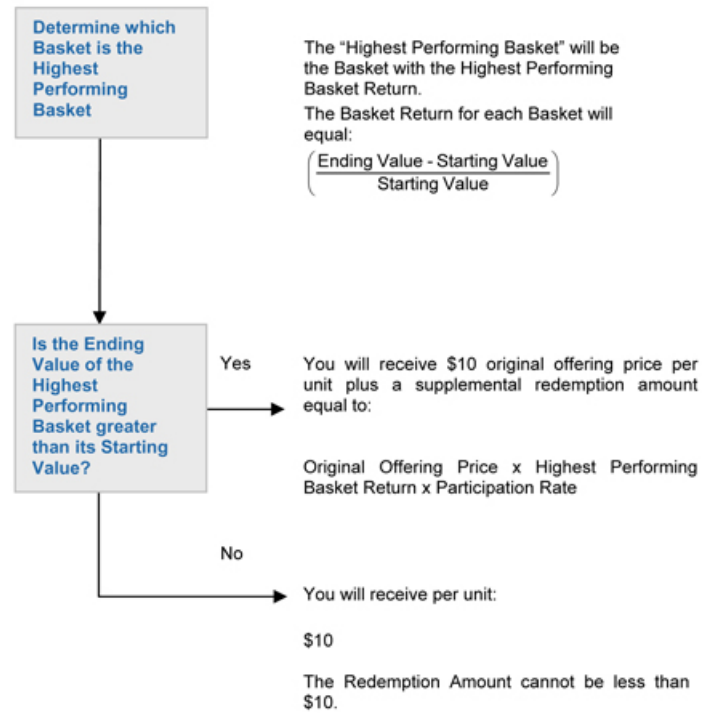 Determine which
Basket is the
Highest
Performing
Basket
The “Highest Performing Basket” will be
the Basket with the Highest Performing
Basket Return.
The Basket Return for each Basket will
equal:
(Ending Value - Starting Value
Starting Value)
Is the Ending
Value of the
Highest
Performing
Basket greater
than its Starting
Value?
Yes
You will receive $10 original offering price per
unit plus a supplemental redemption amount
equal to:
Original Offering Price x Highest Performing
Basket Return x Participation Rate
No
You will receive per unit:
$10
The Redemption Amount cannot be less than
$10.